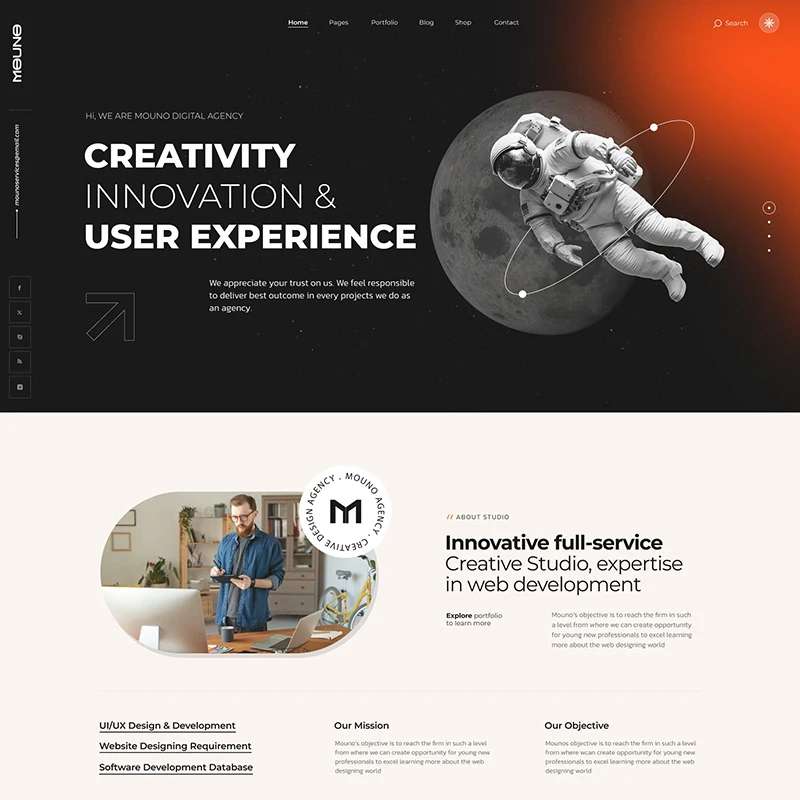 MOUNO
Home Pages Portfolio Blog Shop Contact
Search
mounoservices@email.com
Hi, WE ARE MOUNO DIGITAL AGENCY
CREATIVITY
INNOVATION &
USER EXPERIENCE
We appreciate your trust on us. We feel responsible
to deliver best outcome in every projects we do as
an agency.
MOUNO AGENCY . CREATIVE DESIGN AGENCY .
M
// ABOUT STUDIO
Innovative full-service
Creative Studio, expertise
in web development
Explore portfolio
to learn more
Mouno's objective is to reach the firm in such
a level from where we can create opportunity
for young new professionals to excel learning
more about the web designing world
UI/UX Design & Development
Website Designing Requirement
Software Development Database
Our Mission
Mouno's objective is to reach the firm in such a level
from where we can create opportunity for young new
professionals to excel learning more about the web
designing world
Our Objective
Mounos objective is to reach the firm in such a level
from where wcan create opportunity for young new
professionals to excel learning more about the web
designing world